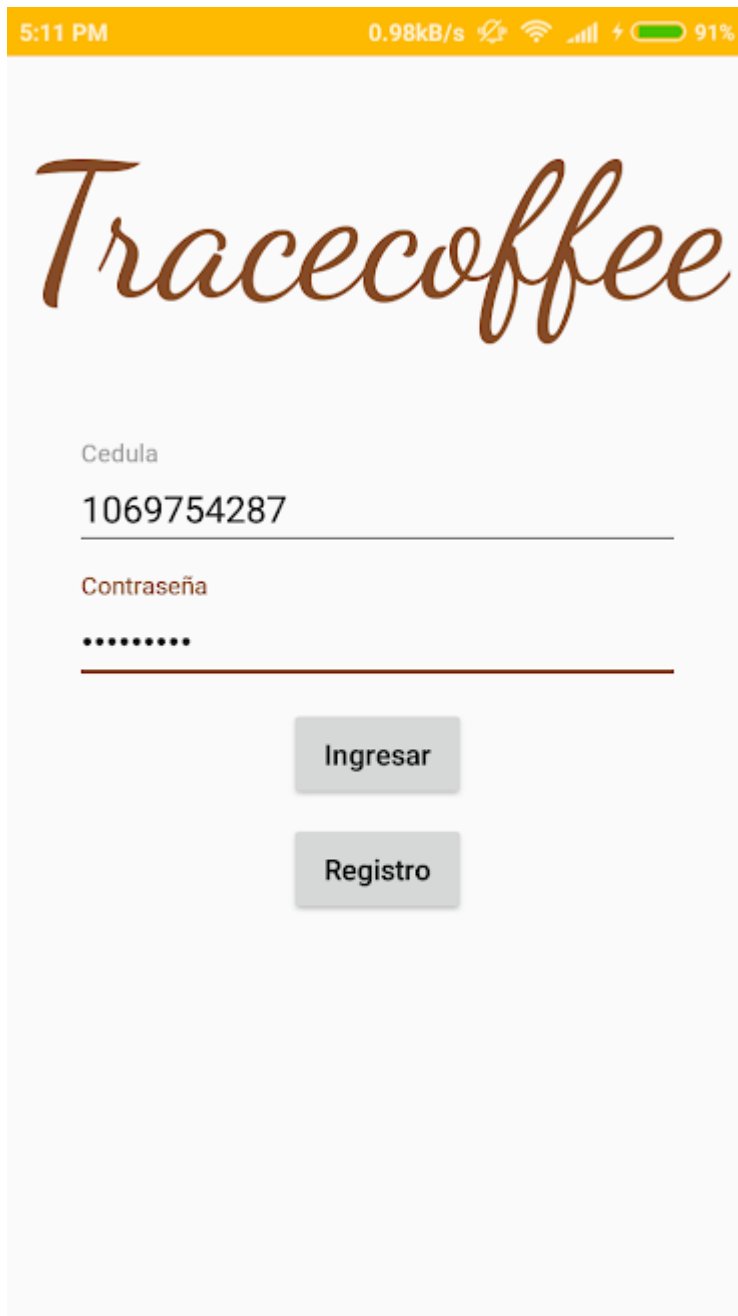 5:11 PM 0.98kB/s 91%
Tracecoffee
Cedula
1069754287
Contraseña
•••••••••
Ingresar
Registro